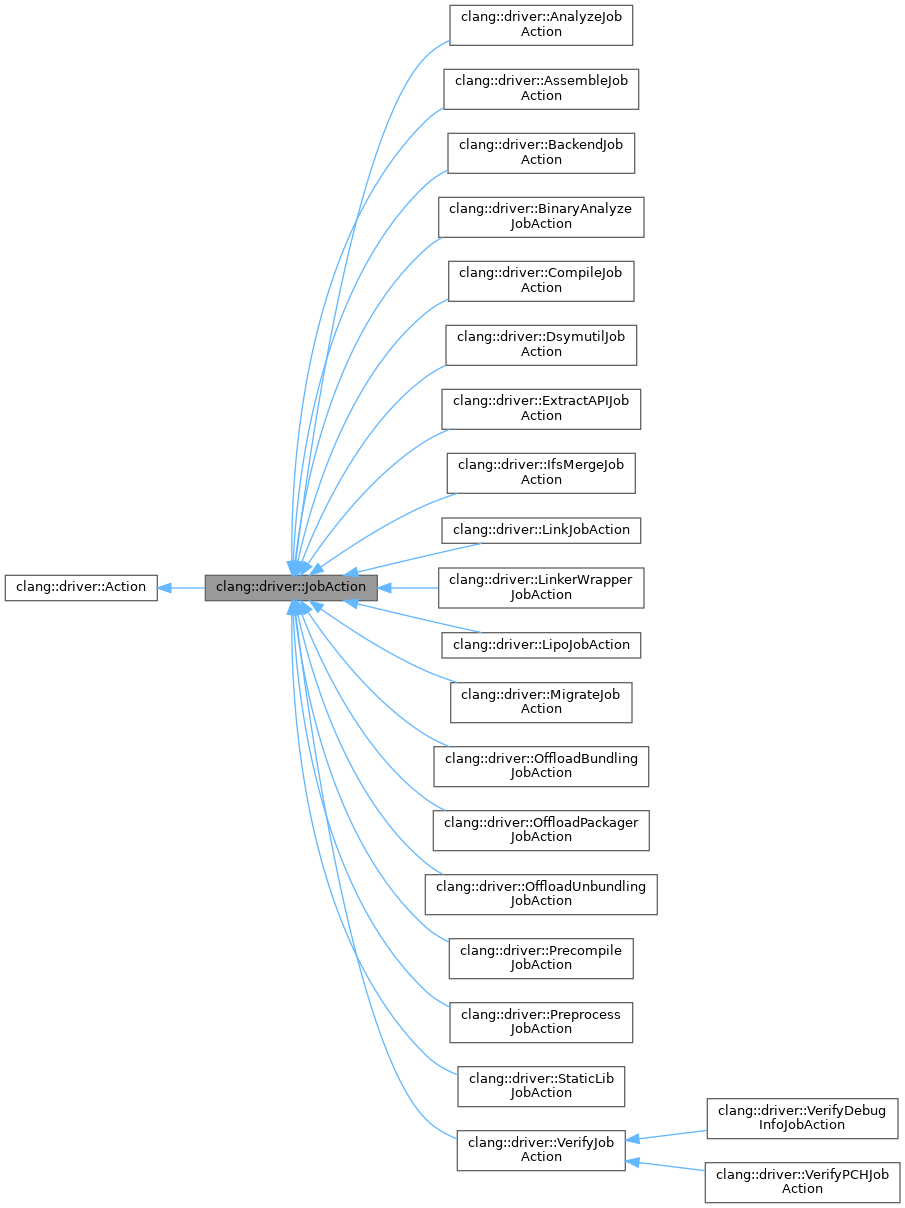 clang::driver::AnalyzeJob
Action
clang::driver::AssembleJob
Action
clang::driver::BackendJob
Action
clang::driver::BinaryAnalyze
JobAction
clang::driver::CompileJob
Action
clang::driver::DsymutilJob
Action
clang::driver::ExtractAPIJob
Action
clang::driver::IfsMergeJob
Action
clang::driver::LinkJobAction
clang::driver::Action
clang::driver::JobAction
clang::driver::LinkerWrapper
JobAction
clang::driver::LipoJobAction
clang::driver::MigrateJob
Action
clang::driver::OffloadBundling
JobAction
clang::driver::OffloadPackager
JobAction
clang::driver::OffloadUnbundling
JobAction
clang::driver::Precompile
JobAction
clang::driver::Preprocess
JobAction
clang::driver::StaticLib
JobAction
clang::driver::VerifyJob
Action
clang::driver::VerifyDebug
InfoJobAction
clang::driver::VerifyPCHJob
Action